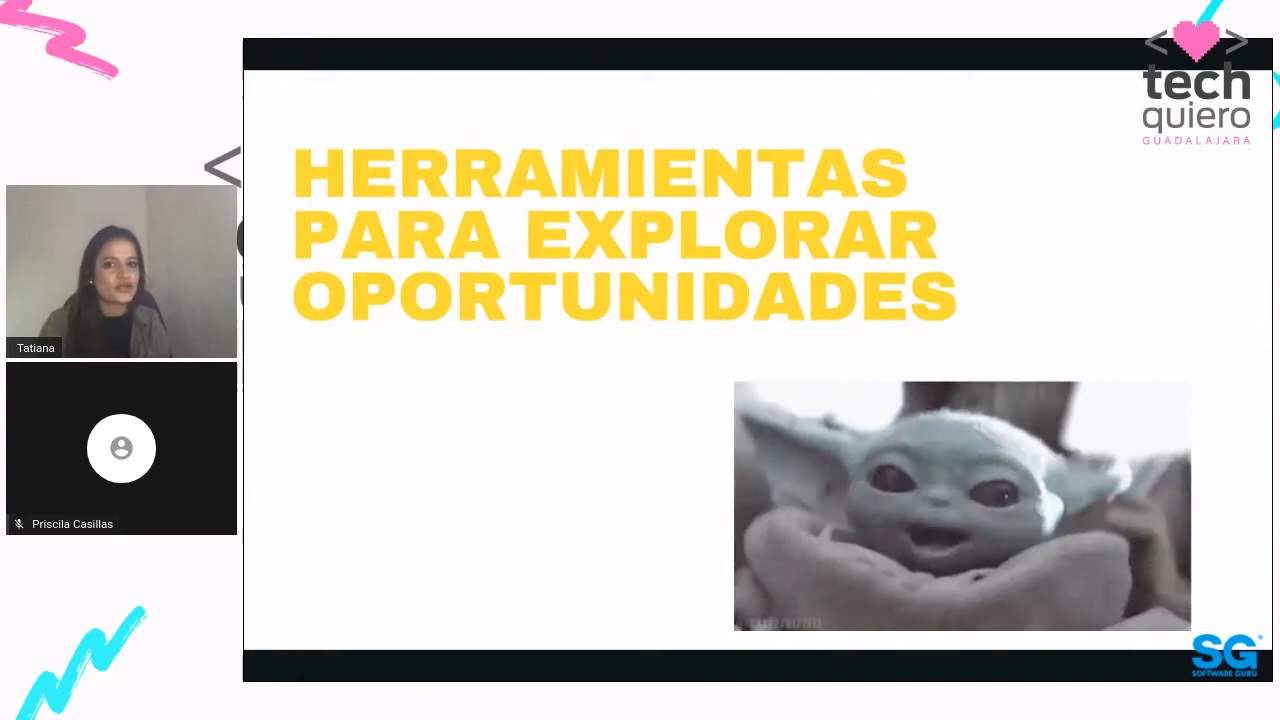 HERRAMIENTAS
PARA EXPLORAR
OPORTUNIDADES
tech
quiero
GUADALAJARA
Tatiana
Priscila Casillas
SG
SOFTWARE GURU